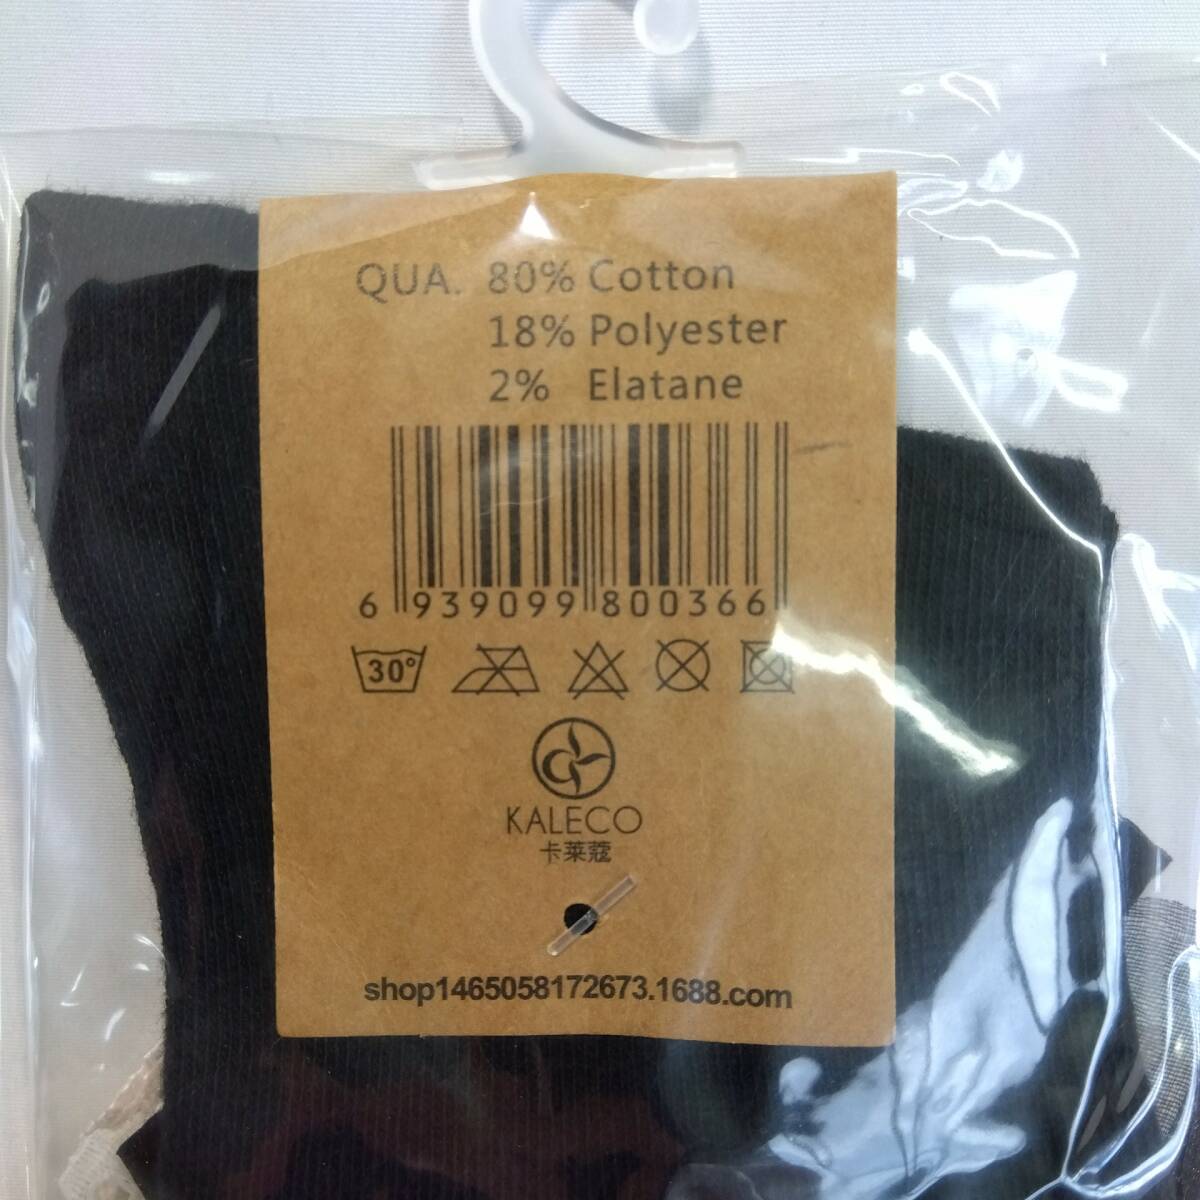 QUA. 80% Cotton
18% Polyester
2% Elatane
6 939099 800366
30°
KALECO
卡莱蔻
shop1465058172673.1688.com